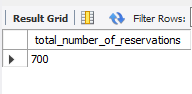 Result Grid Filter Rows:
total_number_of_reservations
700